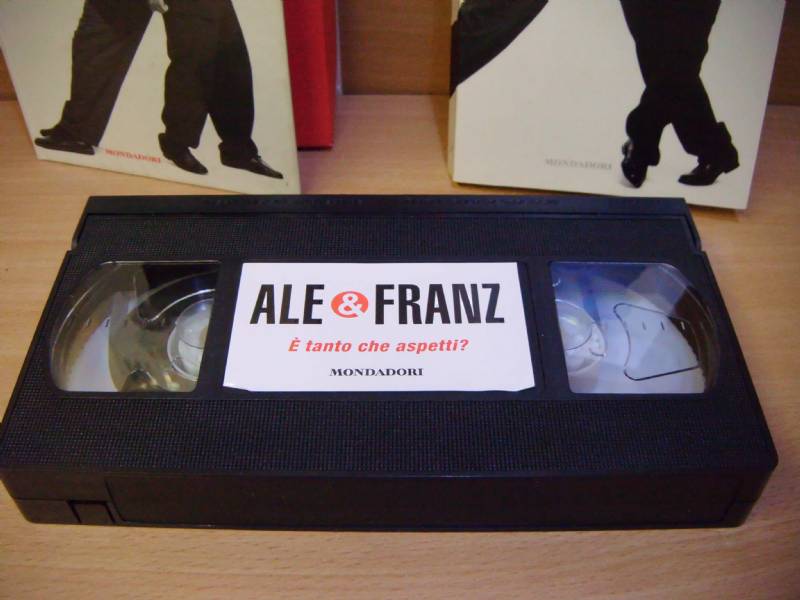 MONDADORI
MONDADORI
ALE & FRANZ
È tanto che aspetti?
MONDADORI